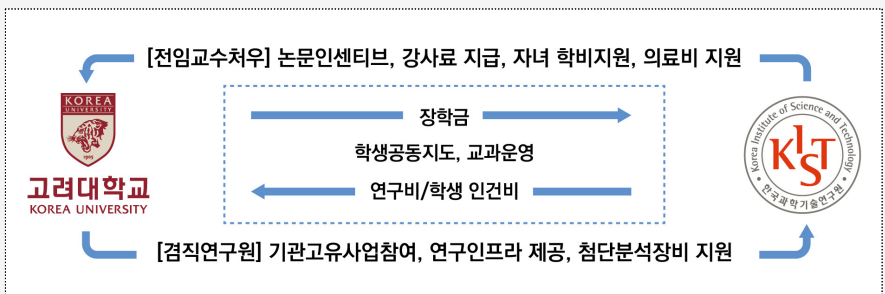 [전임교수처우] 논문인센티브, 강사료 지급, 자녀 학비지원, 의료비 지원
KOREA
UNIVERSITY
1905
고려대학교
KOREA UNIVERSITY
장학금
학생공동지도, 교과운영
연구비/학생 인건비
Korea Institute of Science and Technology
KIST
한국과학기술연구원
[겸직연구원] 기관고유사업참여, 연구인프라 제공, 첨단분석장비 지원